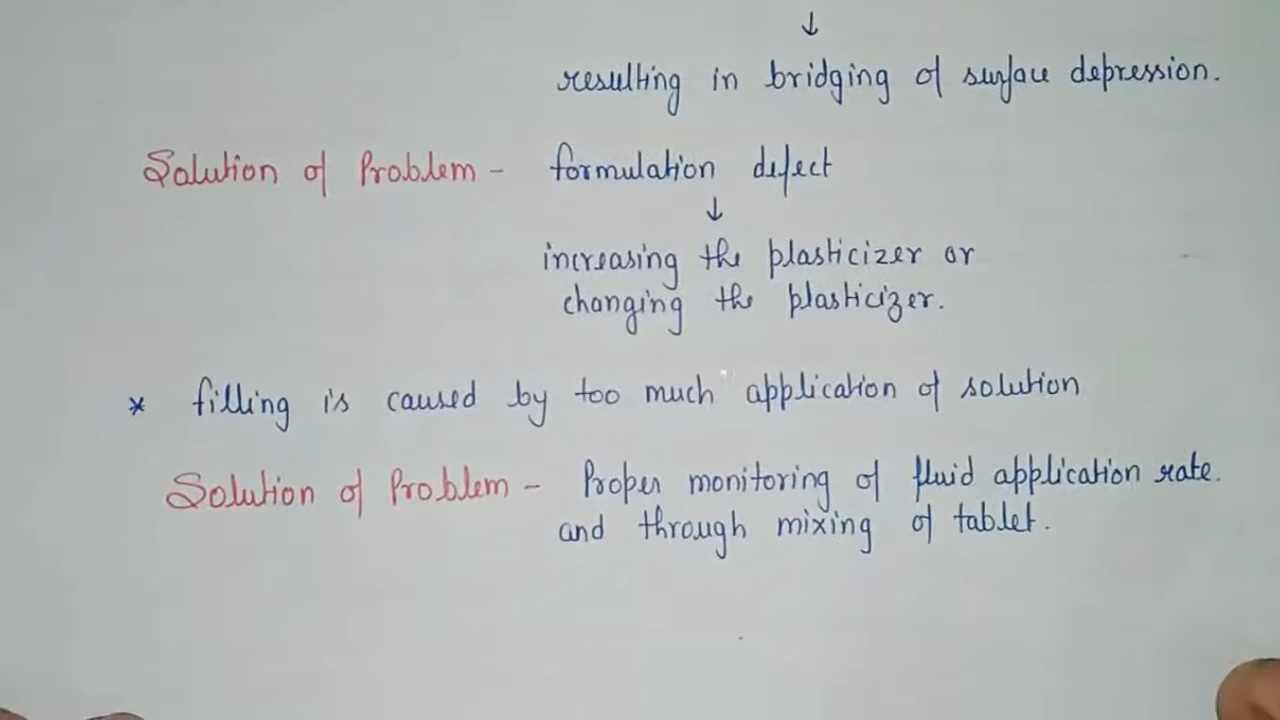 ↓
resulting in bridging of surface depression.
Solution of Problem - formulation defect
↓
increasing the plasticizer or
changing the plasticizer.
* filling is caused by too much application of solution
Solution of Problem - Proper monitoring of fluid application rate.
and through mixing of tablet.